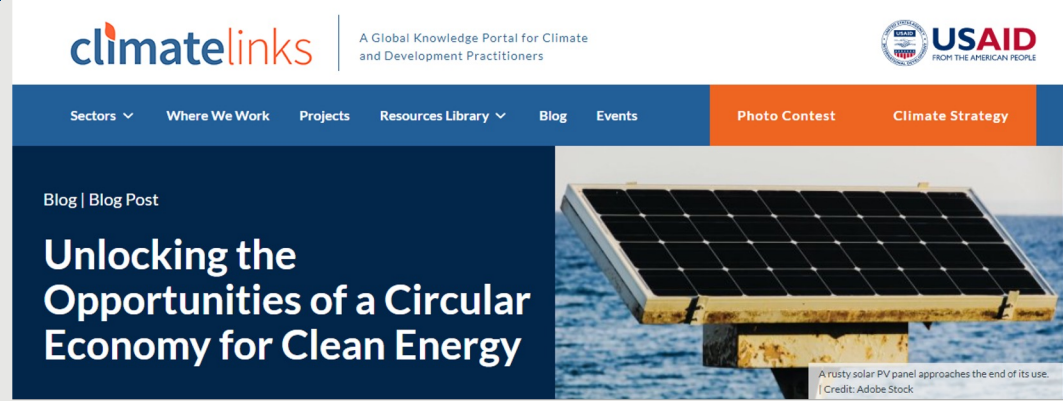 climatelinks
A Global Knowledge Portal for Climate
and Development Practitioners
USAID
USAID
FROM THE AMERICAN PEOPLE
Sectors
Where We Work
Projects
Resources Library
Blog
Events
Photo Contest
Climate Strategy
Blog | Blog Post
Unlocking the
Opportunities of a Circular
Economy for Clean Energy
A rusty solar PV panel approaches the end of its use.
| Credit: Adobe Stock